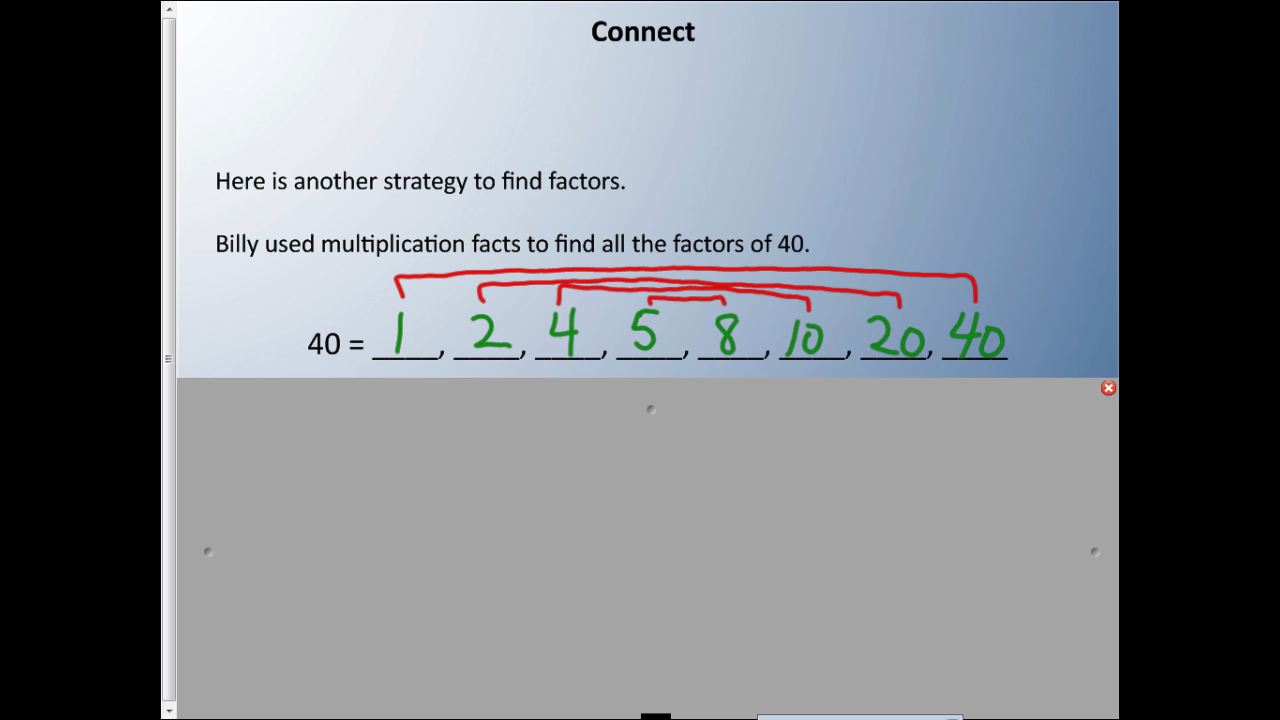 Connect
Here is another strategy to find factors.
Billy used multiplication facts to find all the factors of 40.
40 = 1, 2, 4, 5, 8, 10, 20, 40